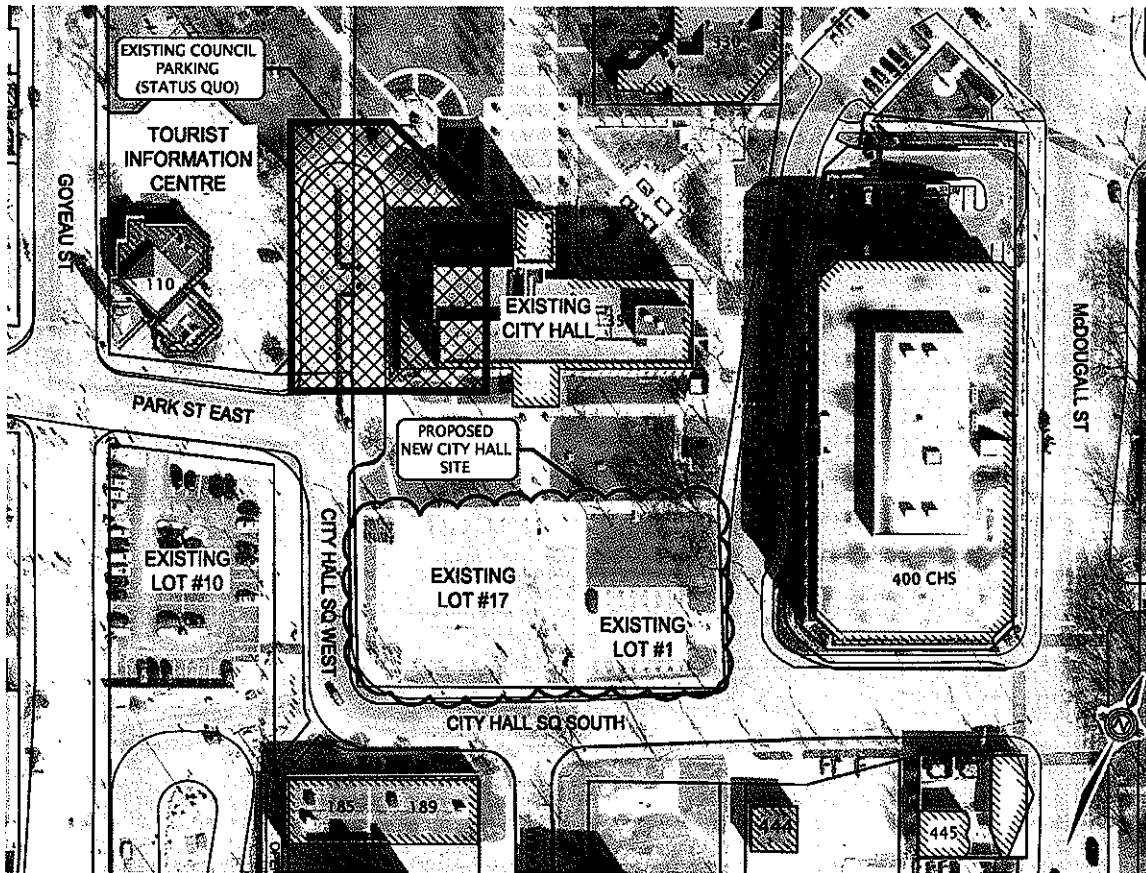 EXISTING COUNCIL
PARKING
(STATUS QUO)
TOURIST
INFORMATION
CENTRE
GOYEAU ST
110
330
EXISTING
CITY HALL
McDOUGALL ST
PARK ST EAST
PROPOSED
NEW CITY HALL
SITE
CITY HALL SQ WEST
EXISTING
LOT #10
EXISTING
LOT #17
EXISTING
LOT #1
400 CHS
CITY HALL SQ SOUTH
185
189
444
445